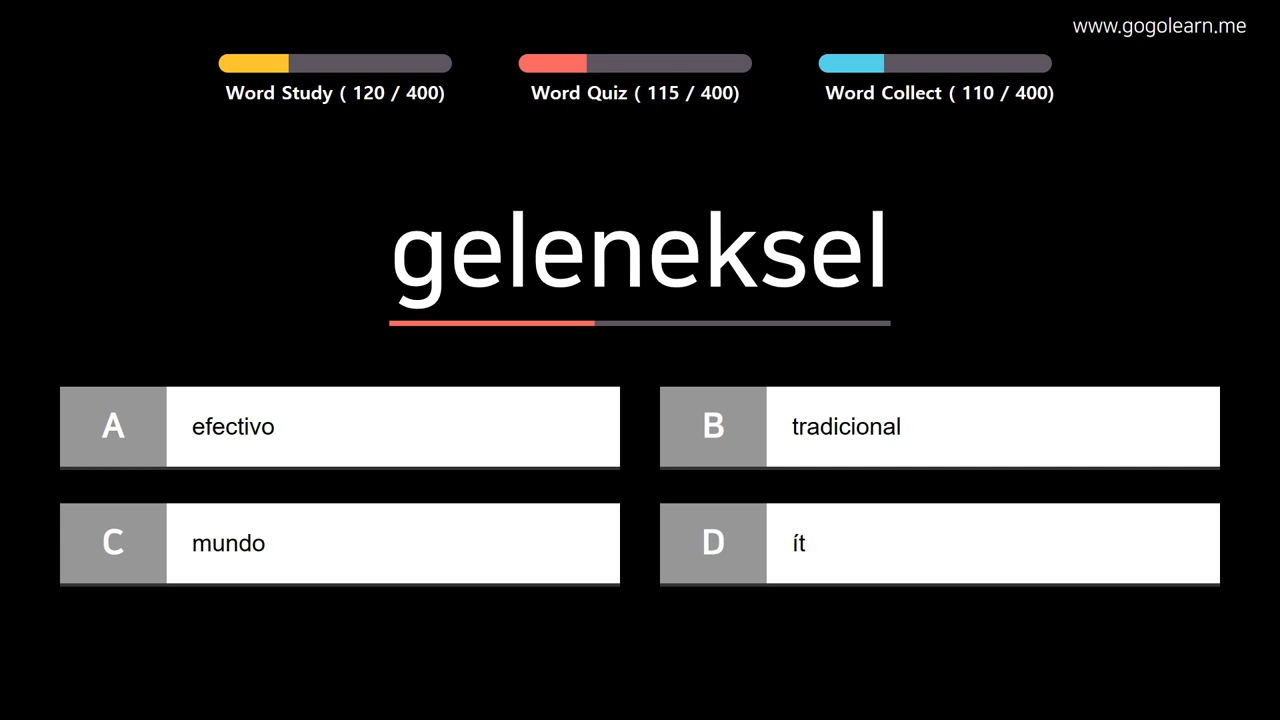 www.gogolearn.me
Word Study ( 120 / 400)
Word Quiz ( 115 / 400)
Word Collect ( 110 / 400)
geleneksel
A efectivo
B tradicional
C mundo
D ít